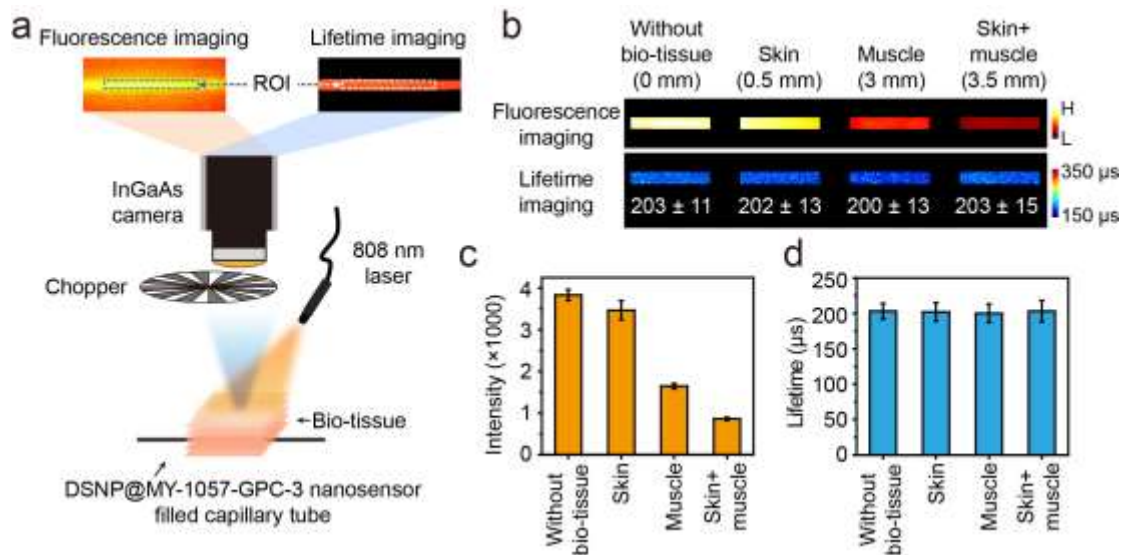 a
Fluorescence imaging
Lifetime imaging
ROI
InGaAs
camera
808 nm
laser
Chopper
Bio-tissue
DSNP@MY-1057-GPC-3 nanosensor
filled capillary tube
b
Without
bio-tissue
(0 mm)
Skin
(0.5 mm)
Muscle
(3 mm)
Skin+
muscle
(3.5 mm)
Fluorescence
imaging
H
L
Lifetime
imaging
203 ± 11
202 ± 13
200 ± 13
203 ± 15
350 µs
150 µs
c
Intensity (×1000)
4
3
2
1
0
Without
bio-tissue
Skin
Muscle
Skin+
muscle
d
Lifetime (µs)
250
200
150
100
50
0
Without
bio-tissue
Skin
Muscle
Skin+
muscle